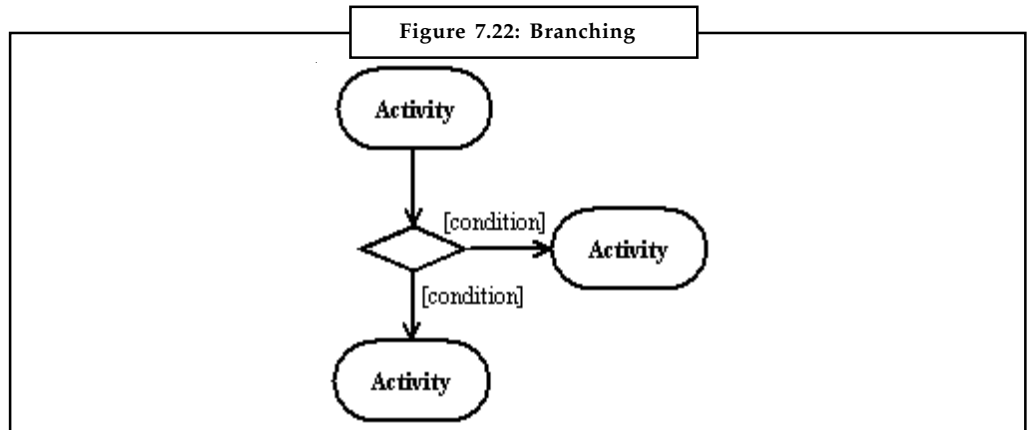 Figure 7.22: Branching
Activity
[condition]
Activity
[condition]
Activity